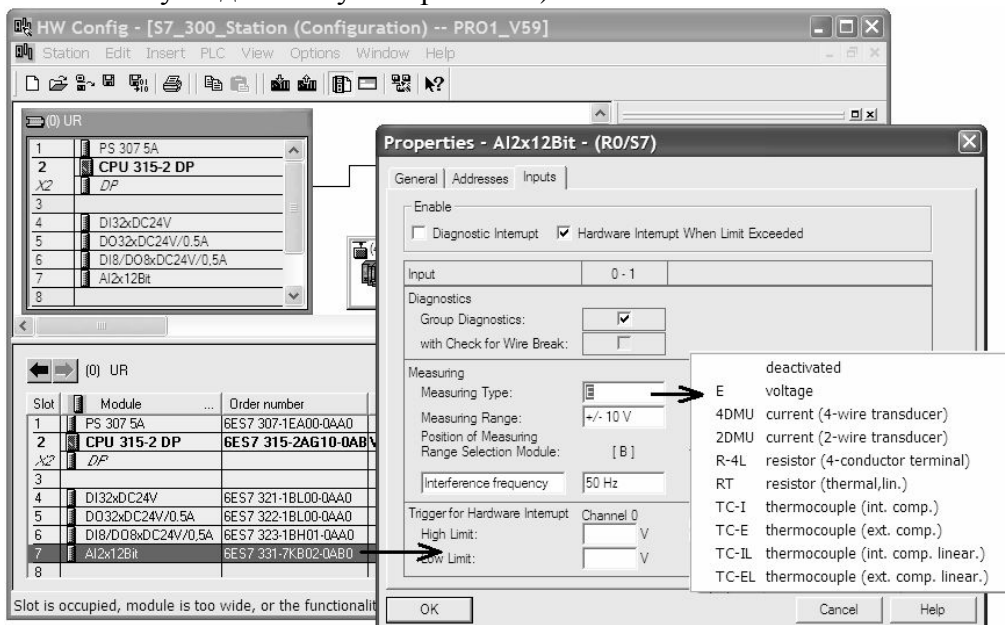 HW Config - [S7_300_Station (Configuration) -- PRO1_V59]
Station Edit Insert PLC View Options Window Help
(0) UR
1 PS 307 5A
2 CPU 315-2 DP
X2 DP
3
4 DI32xDC24V
5 DO32xDC24V/0.5A
6 DI8/DO8xDC24V/0,5A
7 AI2x12Bit
8
Properties - AI2x12Bit - (R0/S7)
General Addresses Inputs
Enable
Diagnostic Interrupt Hardware Interrupt When Limit Exceeded
Input 0 - 1
Diagnostics
Group Diagnostics:
with Check for Wire Break:
Measuring
Measuring Type: E
Measuring Range: +/- 10 V
Position of Measuring
Range Selection Module: [ B ]
Interference frequency 50 Hz
Trigger for Hardware Interrupt Channel 0
High Limit: V
Low Limit: V
OK Cancel Help
deactivated
E voltage
4DMU current (4-wire transducer)
2DMU current (2-wire transducer)
R-4L resistor (4-conductor terminal)
RT resistor (thermal,lin.)
TC-I thermocouple (int. comp.)
TC-E thermocouple (ext. comp.)
TC-IL thermocouple (int. comp. linear.)
TC-EL thermocouple (ext. comp. linear.)
(0) UR
Slot Module ... Order number
1 PS 307 5A 6ES7 307-1EA00-0AA0
2 CPU 315-2 DP 6ES7 315-2AG10-0AB
X2 DP
3
4 DI32xDC24V 6ES7 321-1BL00-0AA0
5 DO32xDC24V/0.5A 6ES7 322-1BL00-0AA0
6 DI8/DO8xDC24V/0,5A 6ES7 323-1BH01-0AA0
7 AI2x12Bit 6ES7 331-7KB02-0AB0
8
Slot is occupied, module is too wide, or the functionalit